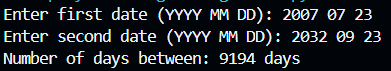 Enter first date (YYYY MM DD): 2007 07 23
Enter second date (YYYY MM DD): 2032 09 23
Number of days between: 9194 days